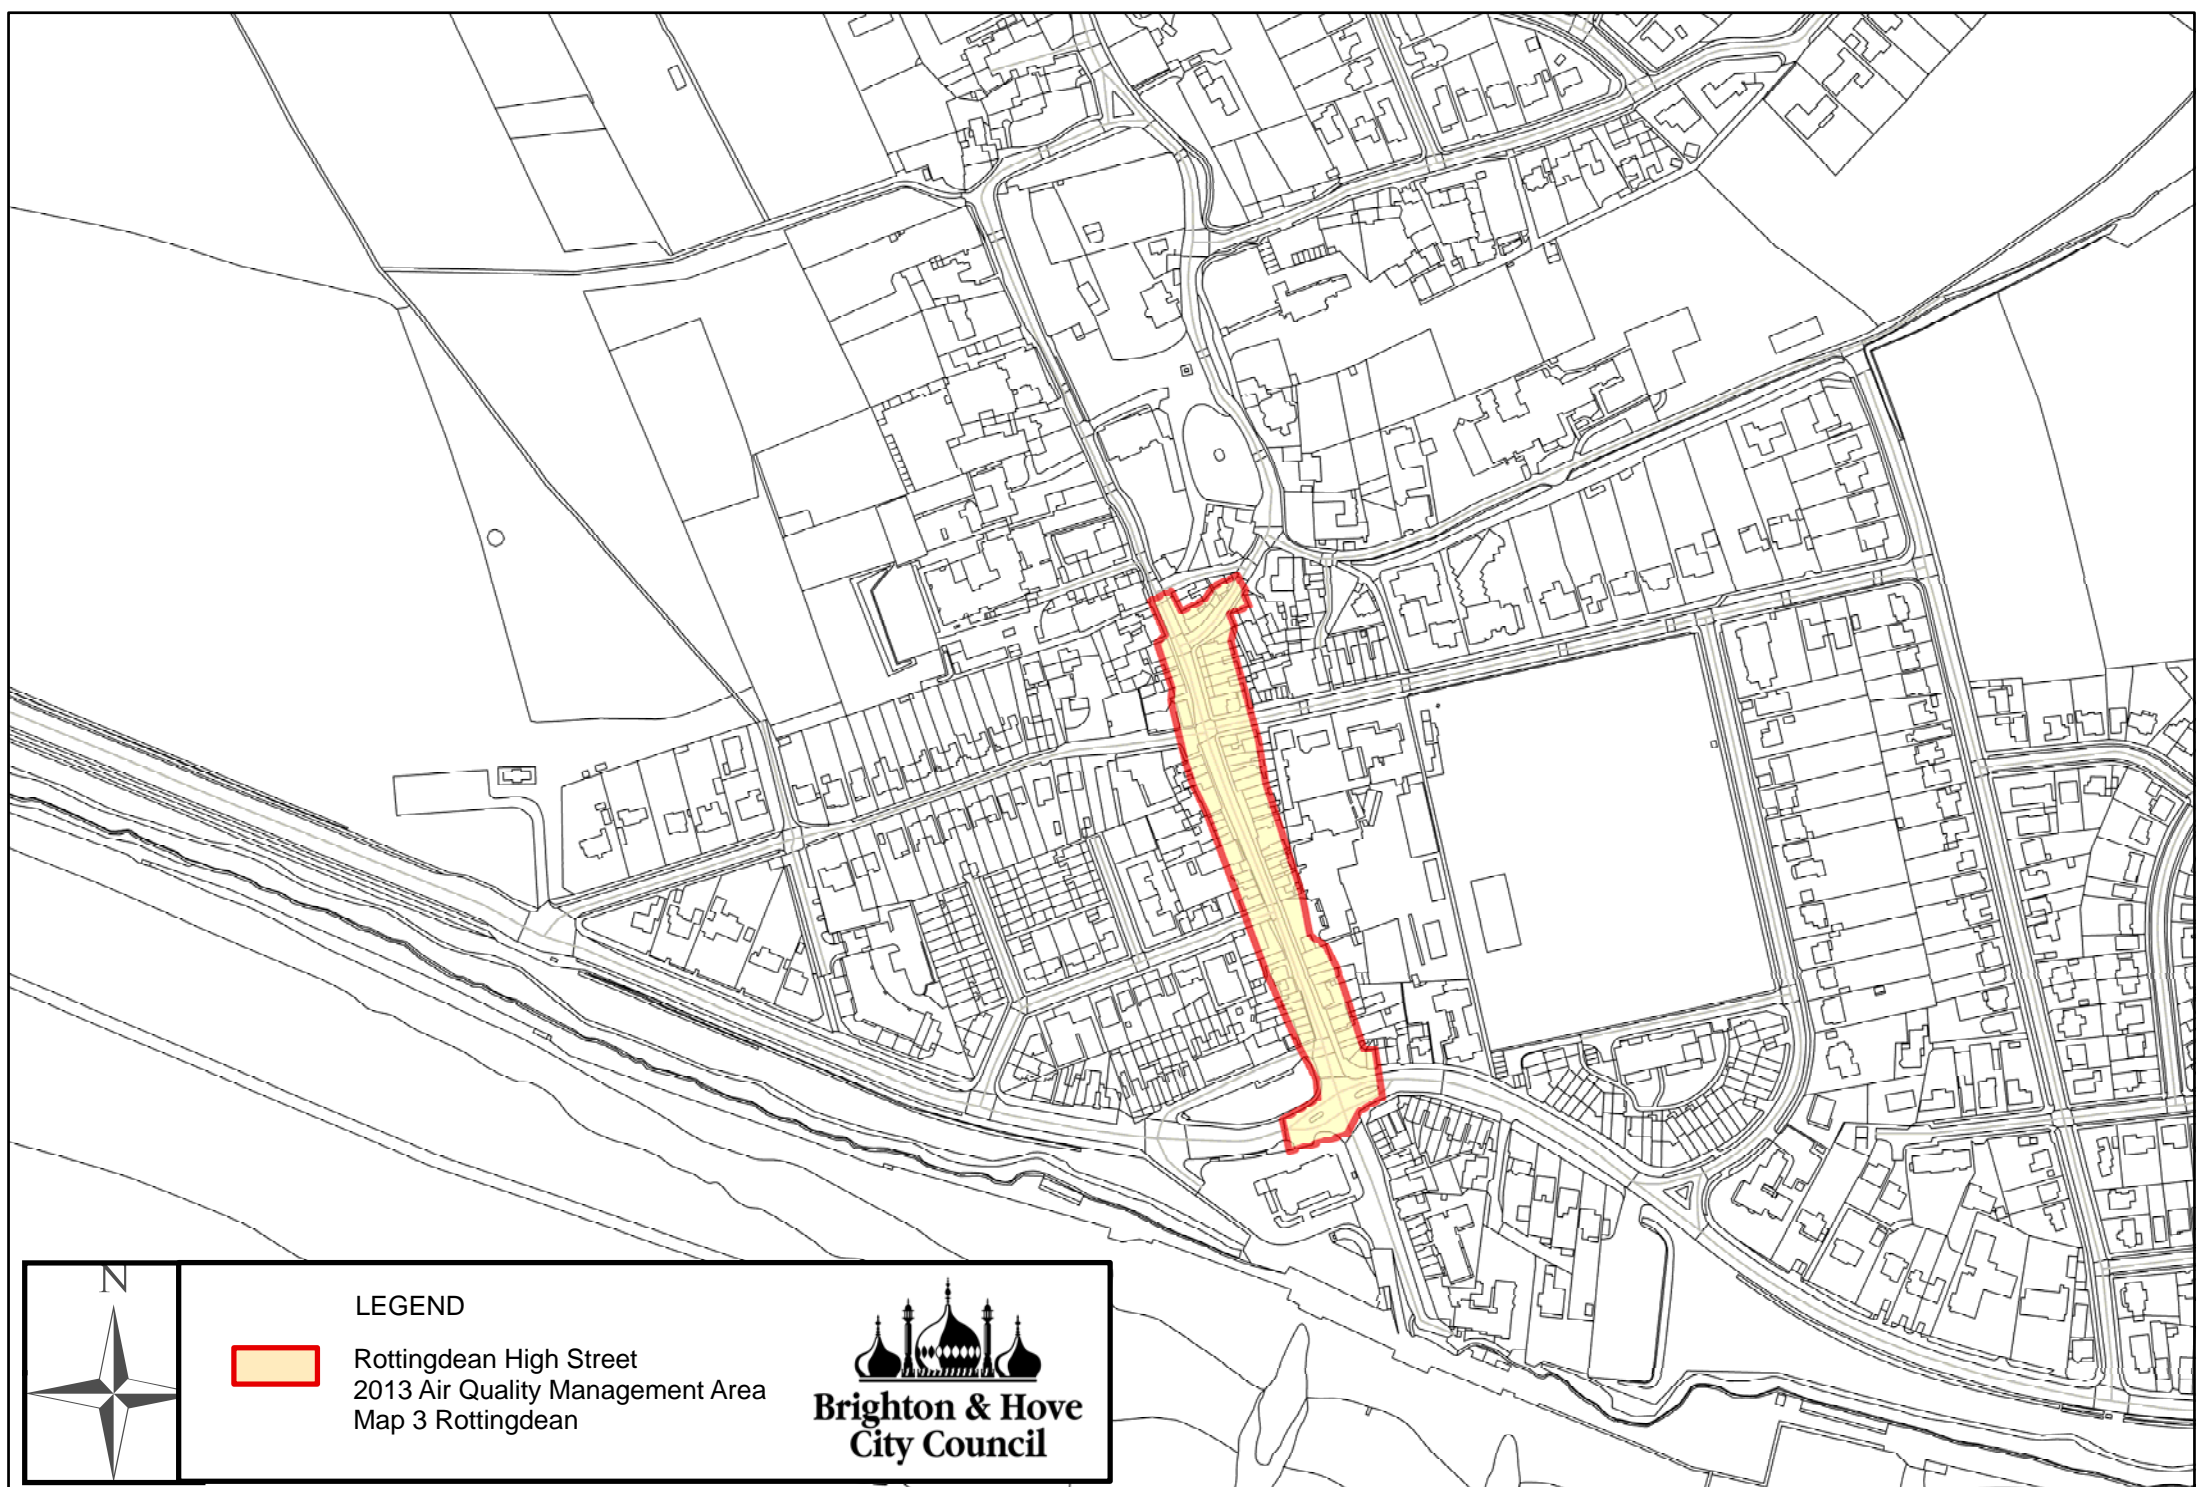 N
LEGEND
Rottingdean High Street
2013 Air Quality Management Area
Map 3 Rottingdean
Brighton & Hove
City Council